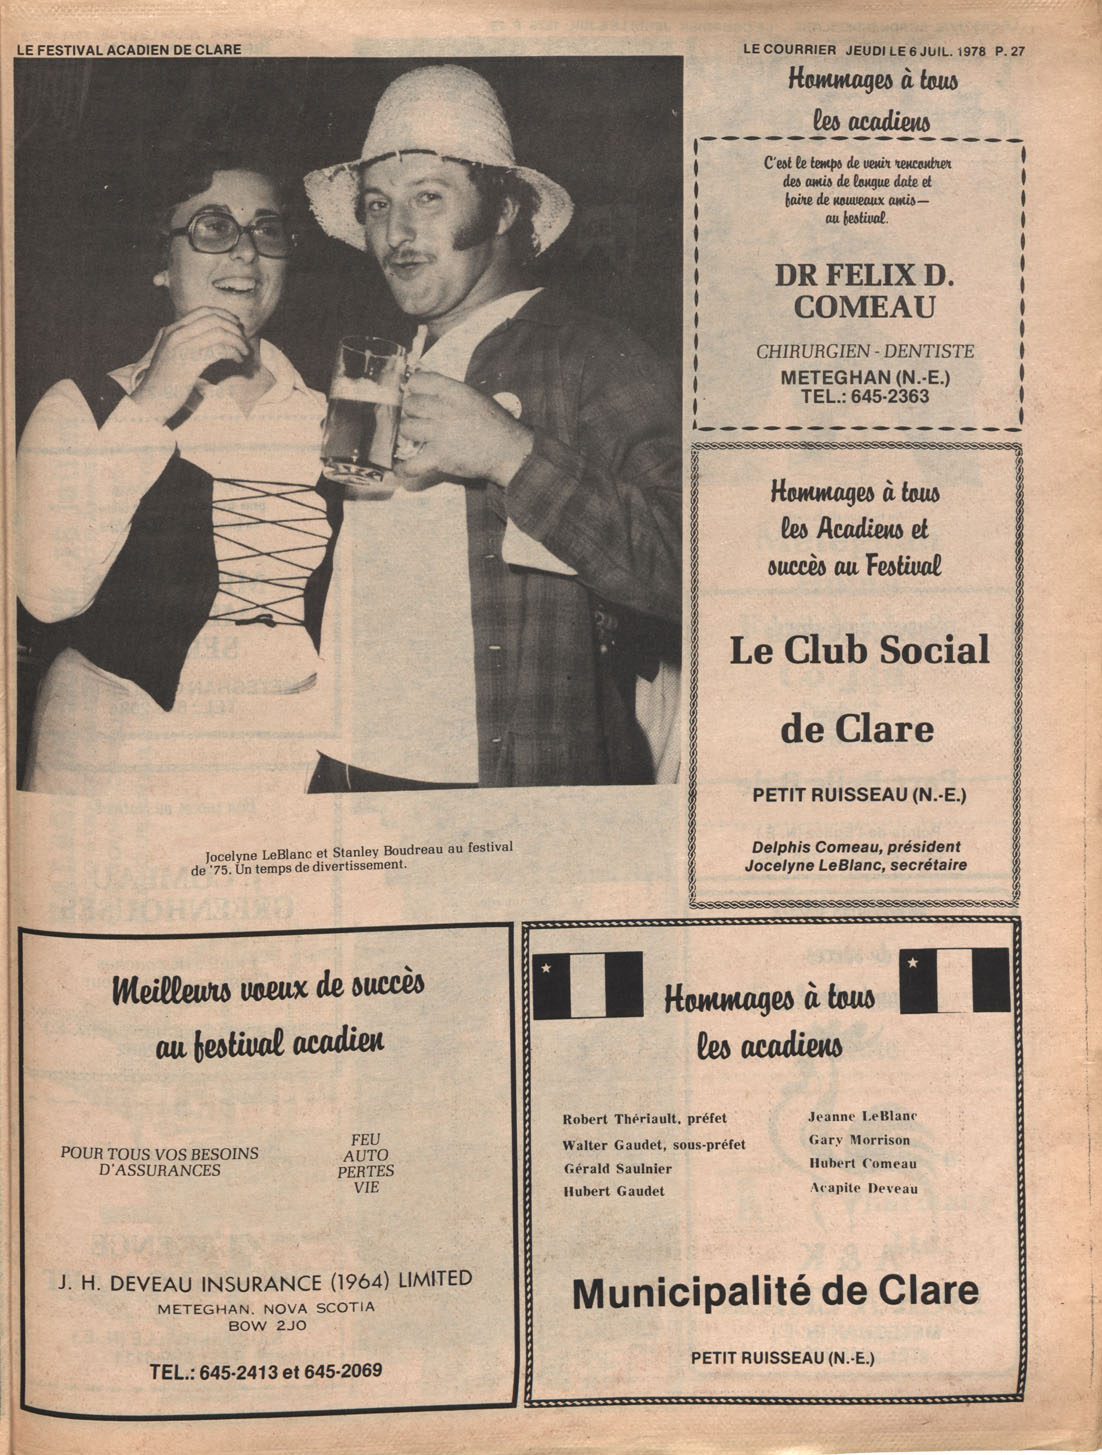 LE FESTIVAL ACADIEN DE CLARE
LE COURRIER JEUDI LE 6 JUIL. 1978 P. 27
Hommages à tous
les acadiens
C'est le temps de venir rencontrer
des amis de longue date et
faire de nouveaux amis—
au festival.
DR FELIX D.
COMEAU
CHIRURGIEN - DENTISTE
METEGHAN (N.-E.)
TEL.: 645-2363
Hommages à tous
les Acadiens et
succès au Festival
Le Club Social
de Clare
PETIT RUISSEAU (N.-E.)
Delphis Comeau, président
Jocelyne LeBlanc, secrétaire
Jocelyne LeBlanc et Stanley Boudreau au festival
de '75. Un temps de divertissement.
Meilleurs voeux de succès
au festival acadien
POUR TOUS VOS BESOINS
D'ASSURANCES
FEU
AUTO
PERTES
VIE
J. H. DEVEAU INSURANCE (1964) LIMITED
METEGHAN, NOVA SCOTIA
BOW 2JO
TEL.: 645-2413 et 645-2069
Hommages à tous
les acadiens
Robert Thériault, préfet
Walter Gaudet, sous-préfet
Gérald Saulnier
Hubert Gaudet
Jeanne LeBlanc
Gary Morrison
Hubert Comeau
Acapite Deveau
Municipalité de Clare
PETIT RUISSEAU (N.-E.)